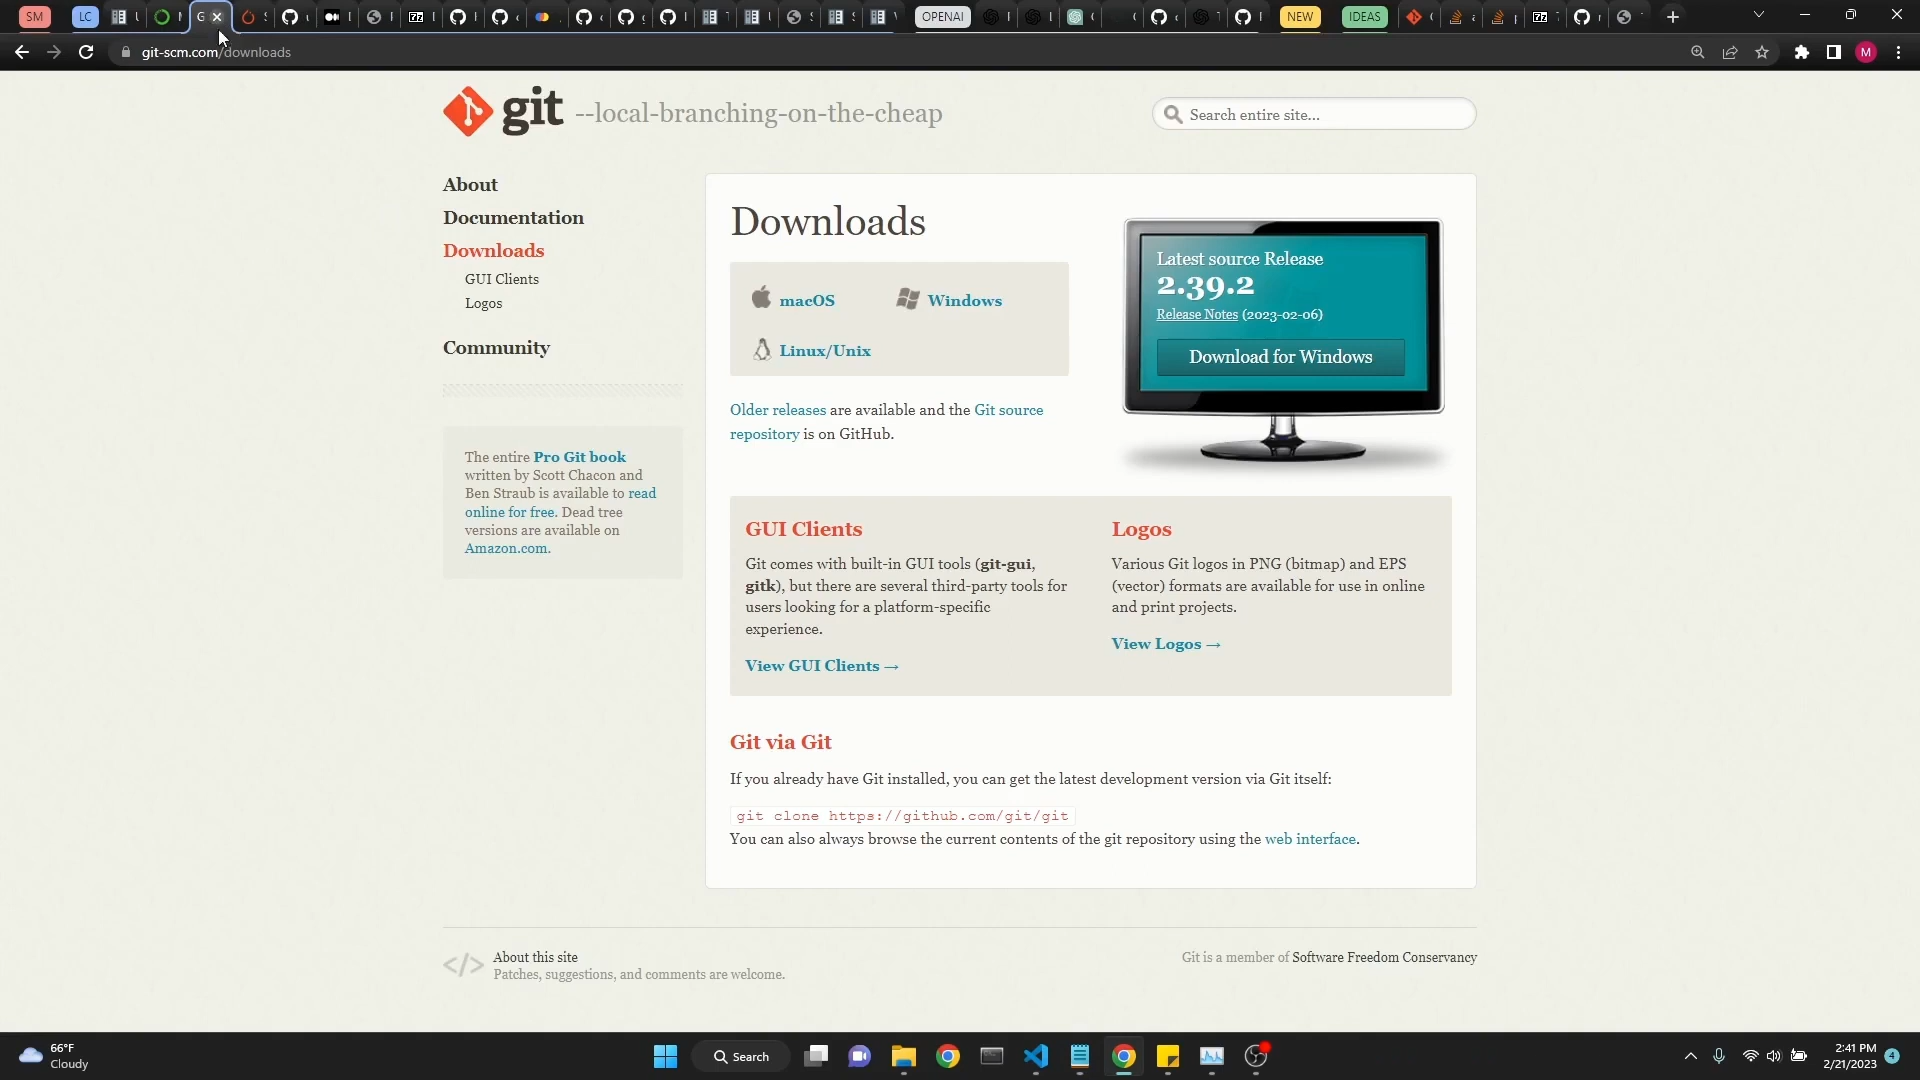 SM
LC
OPENAI
NEW
IDEAS
git-scm.com/downloads
M
git --local-branching-on-the-cheap
Search entire site...
About
Documentation
Downloads
GUI Clients
Logos
Community
The entire Pro Git book
written by Scott Chacon and
Ben Straub is available to read
online for free. Dead tree
versions are available on
Amazon.com.
Downloads
macOS
Windows
Linux/Unix
Older releases are available and the Git source
repository is on GitHub.
Latest source Release
2.39.2
Release Notes (2023-02-06)
Download for Windows
GUI Clients
Git comes with built-in GUI tools (git-gui,
gitk), but there are several third-party tools for
users looking for a platform-specific
experience.
View GUI Clients →
Logos
Various Git logos in PNG (bitmap) and EPS
(vector) formats are available for use in online
and print projects.
View Logos →
Git via Git
If you already have Git installed, you can get the latest development version via Git itself:
git clone https://github.com/git/git
You can also always browse the current contents of the git repository using the web interface.
</>
About this site
Patches, suggestions, and comments are welcome.
Git is a member of Software Freedom Conservancy
66°F
Cloudy
Search
2:41 PM
2/21/2023
4